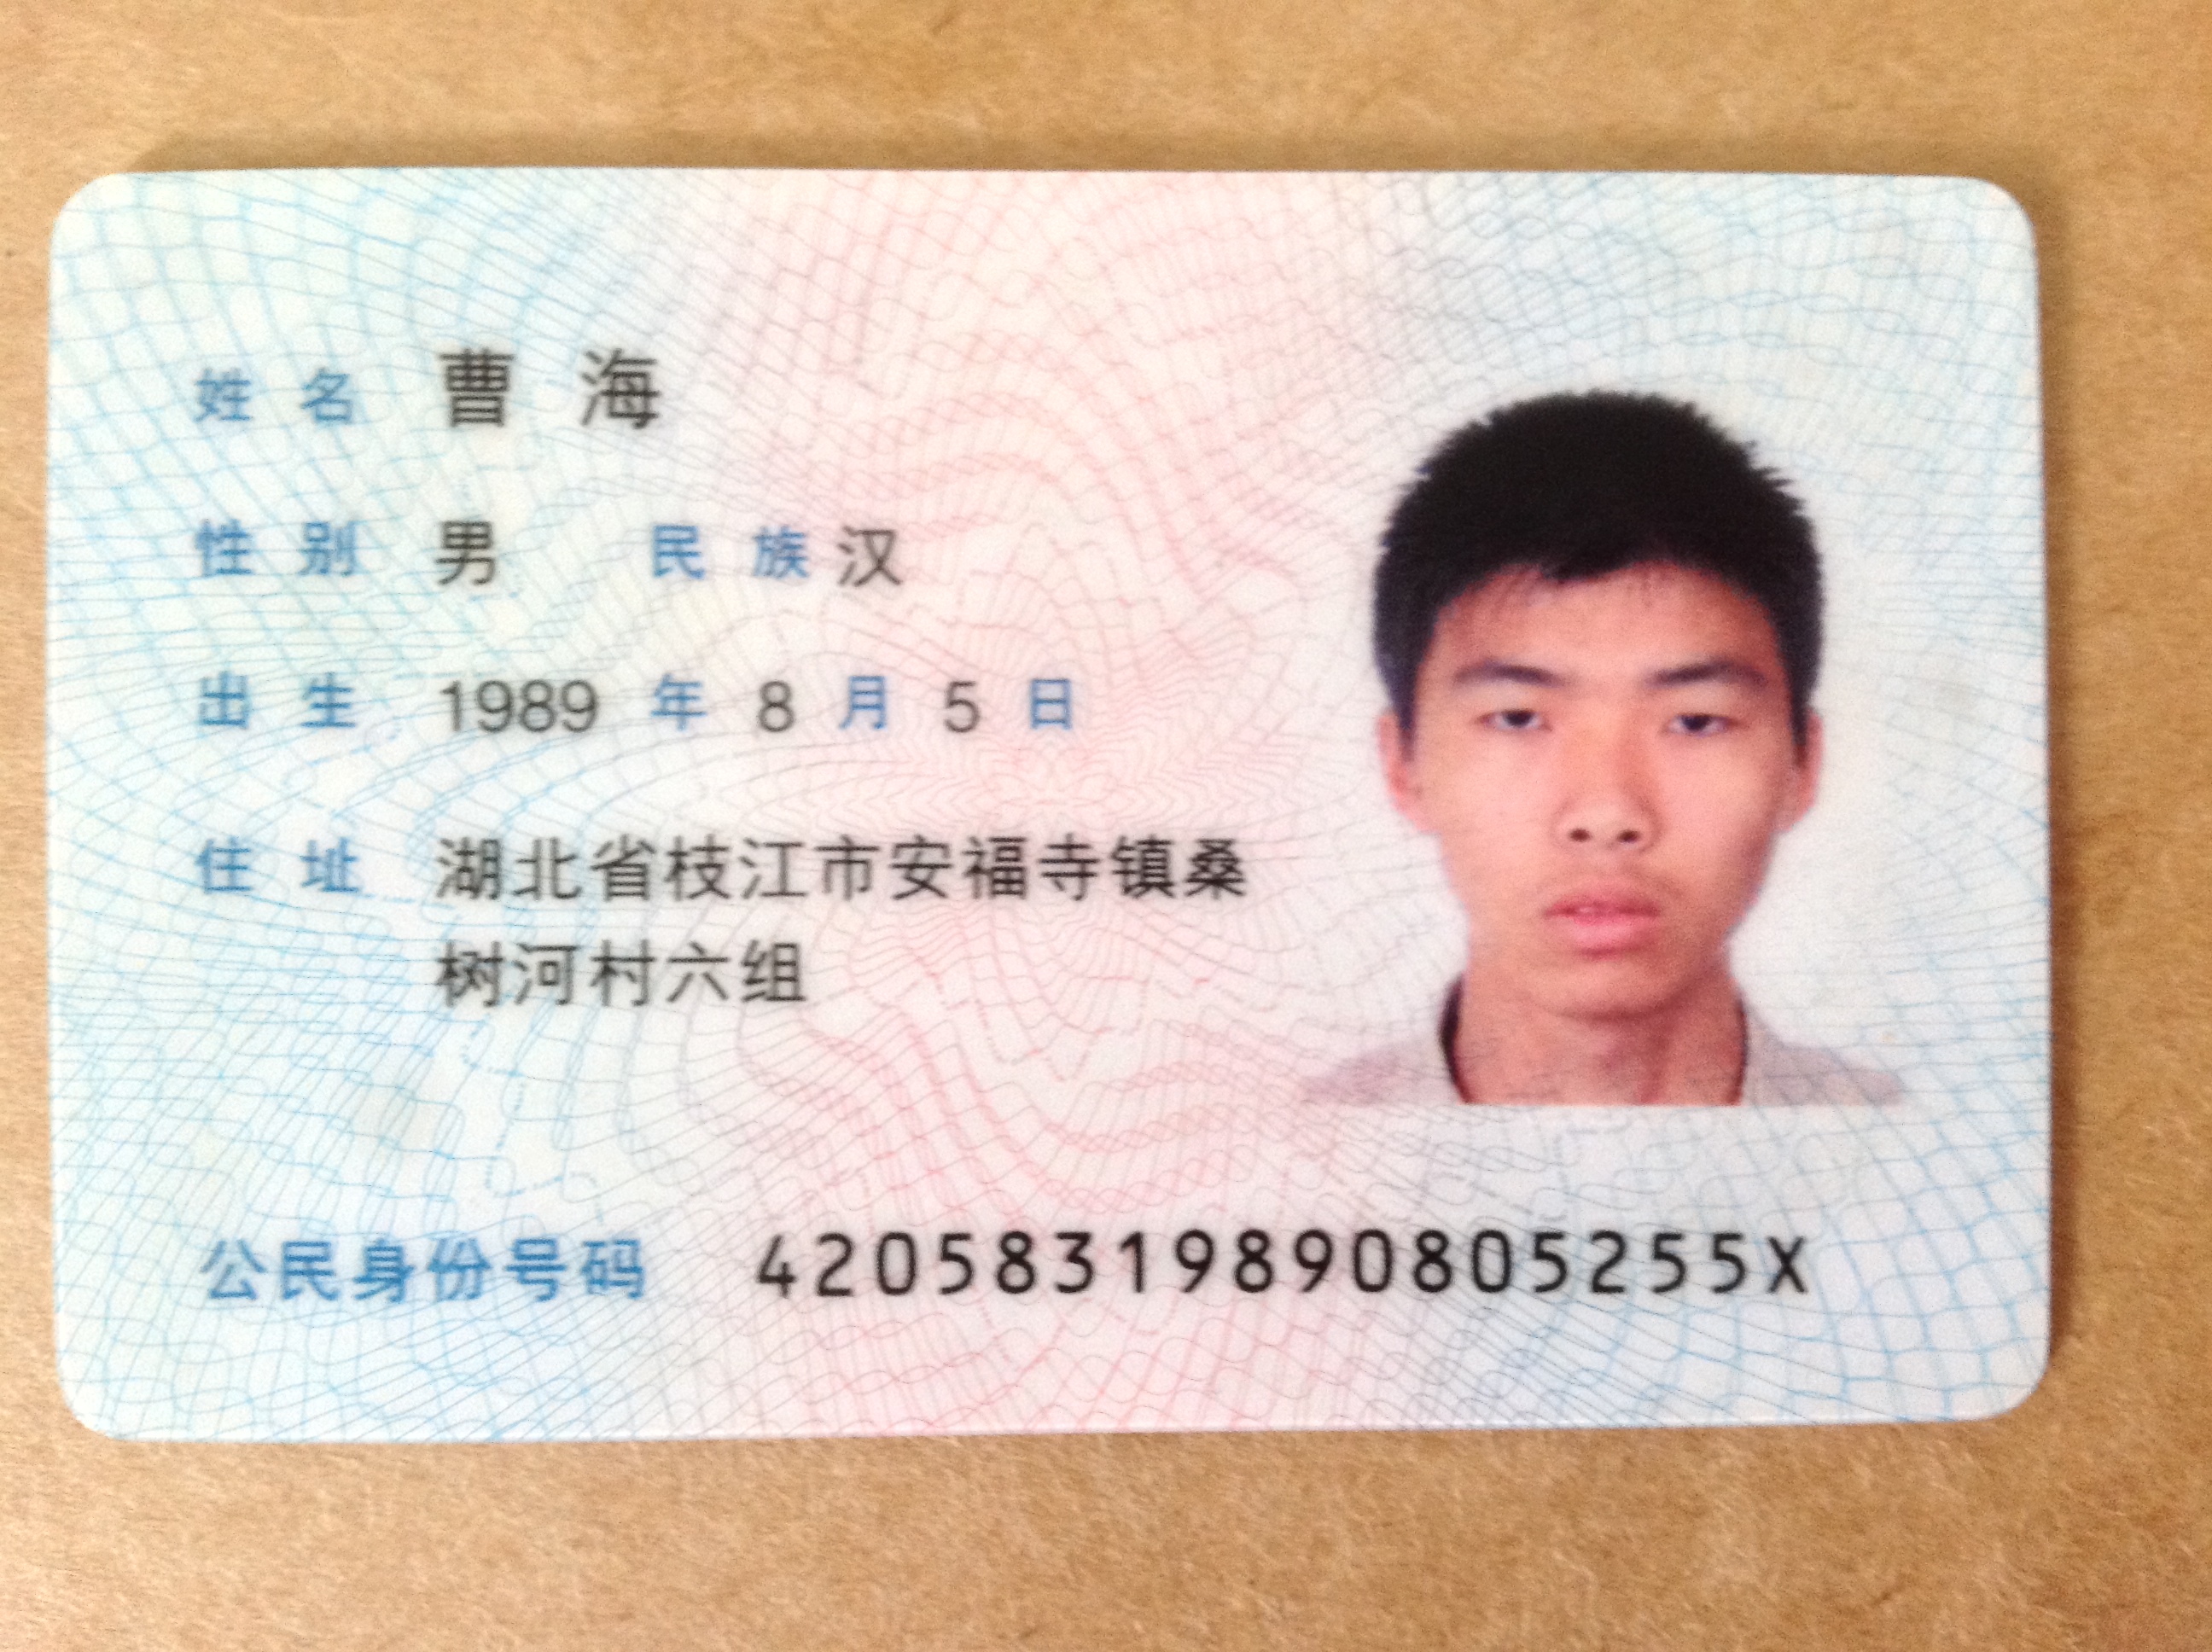 姓名 曹海
性别 男 民族 汉
出生 1989 年 8 月 5 日
住址 湖北省枝江市安福寺镇桑
树河村六组
公民身份号码 42058319890805255X